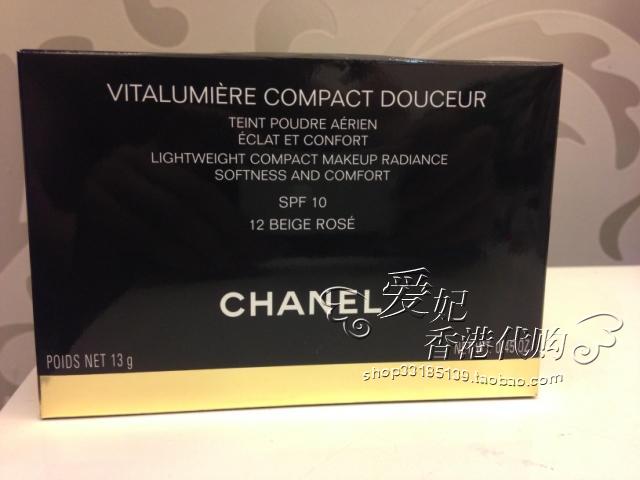 VITALUMIÈRE COMPACT DOUCEUR
TEINT POUDRE AÉRIEN
ÉCLAT ET CONFORT
LIGHTWEIGHT COMPACT MAKEUP RADIANCE
SOFTNESS AND COMFORT
SPF 10
12 BEIGE ROSÉ
CHANEL
爱妃
香港代购
POIDS NET 13 g
shop33185139.taobao.com